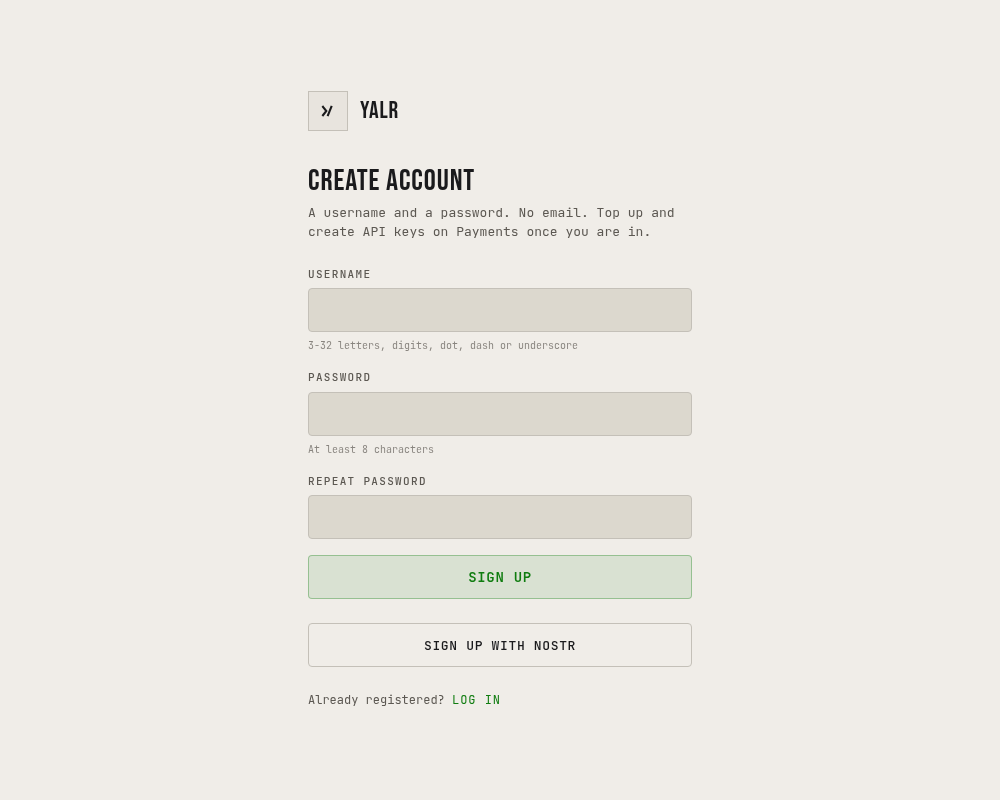 YALR
CREATE ACCOUNT
A username and a password. No email. Top up and
create API keys on Payments once you are in.
USERNAME
3-32 letters, digits, dot, dash or underscore
PASSWORD
At least 8 characters
REPEAT PASSWORD
SIGN UP
SIGN UP WITH NOSTR
Already registered? LOG IN